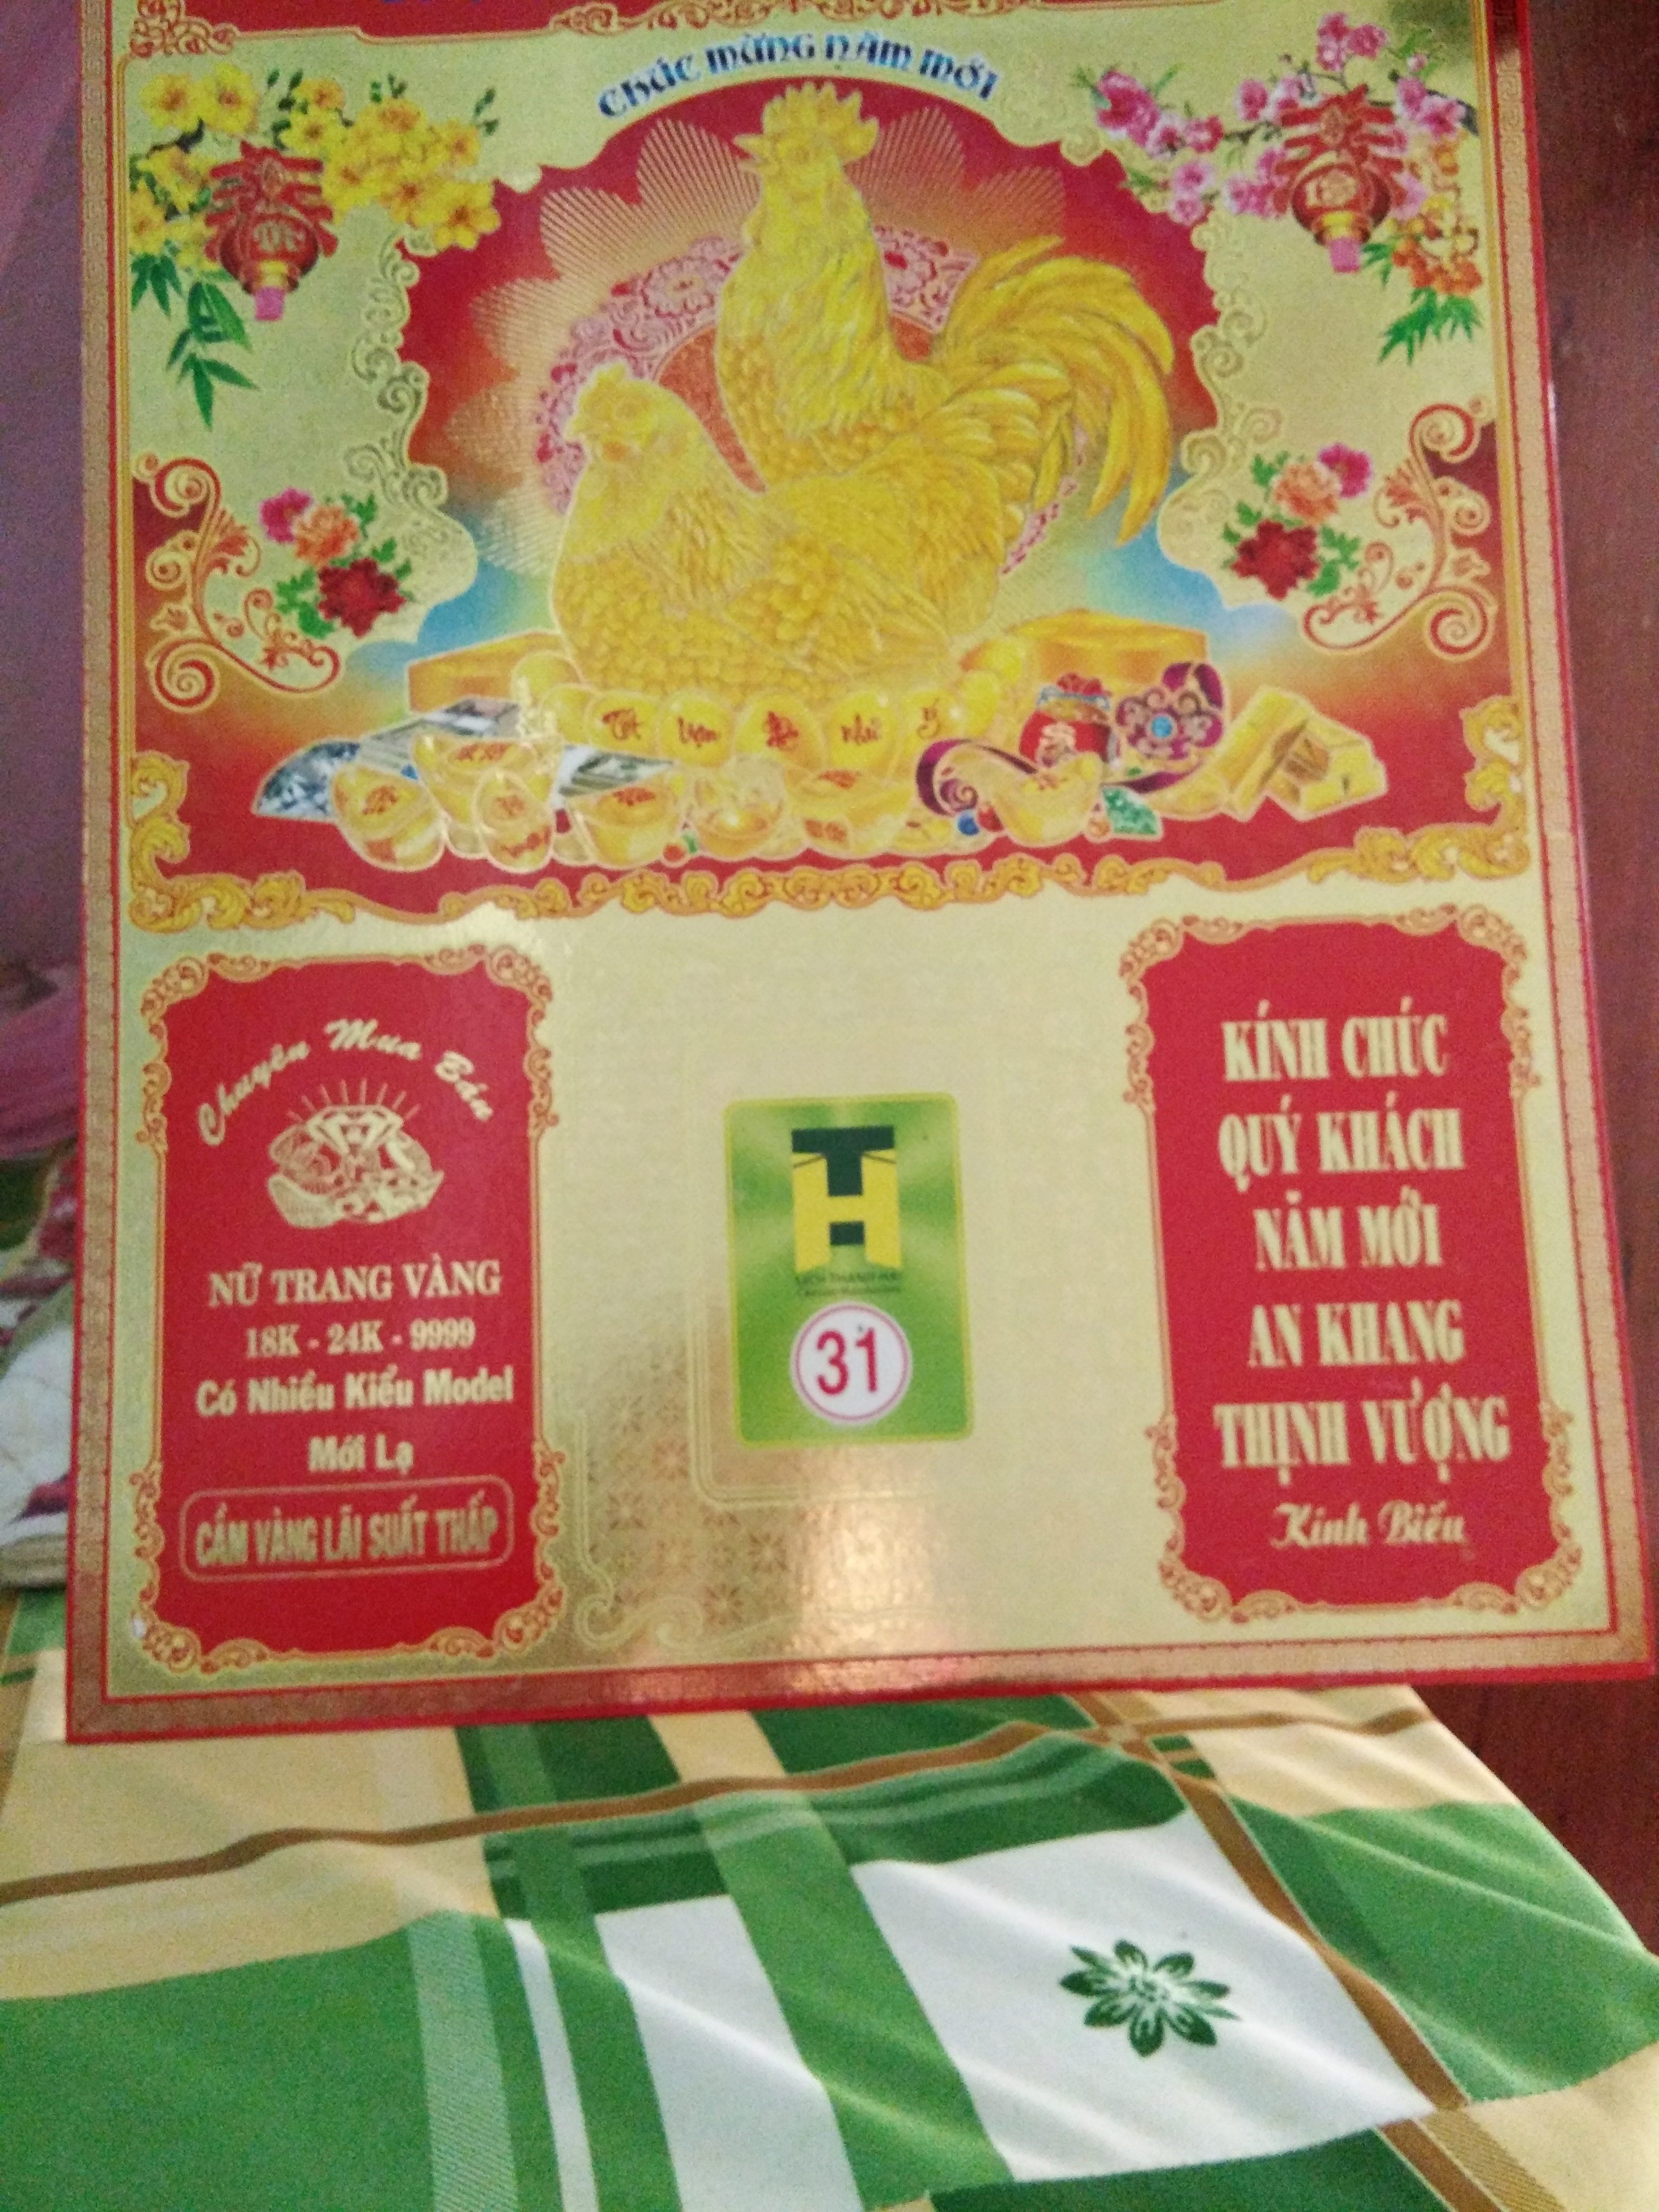 Chúc mừng năm mới
Vạn như ý
Chuyên Mua Bán
NỮ TRANG VÀNG
18K - 24K - 9999
Có Nhiều Kiểu Model
Mới Lạ
CẦM VÀNG LÃI SUẤT THẤP
TH
31
KÍNH CHÚC
QUÝ KHÁCH
NĂM MỚI
AN KHANG
THỊNH VƯỢNG
Kính Biếu